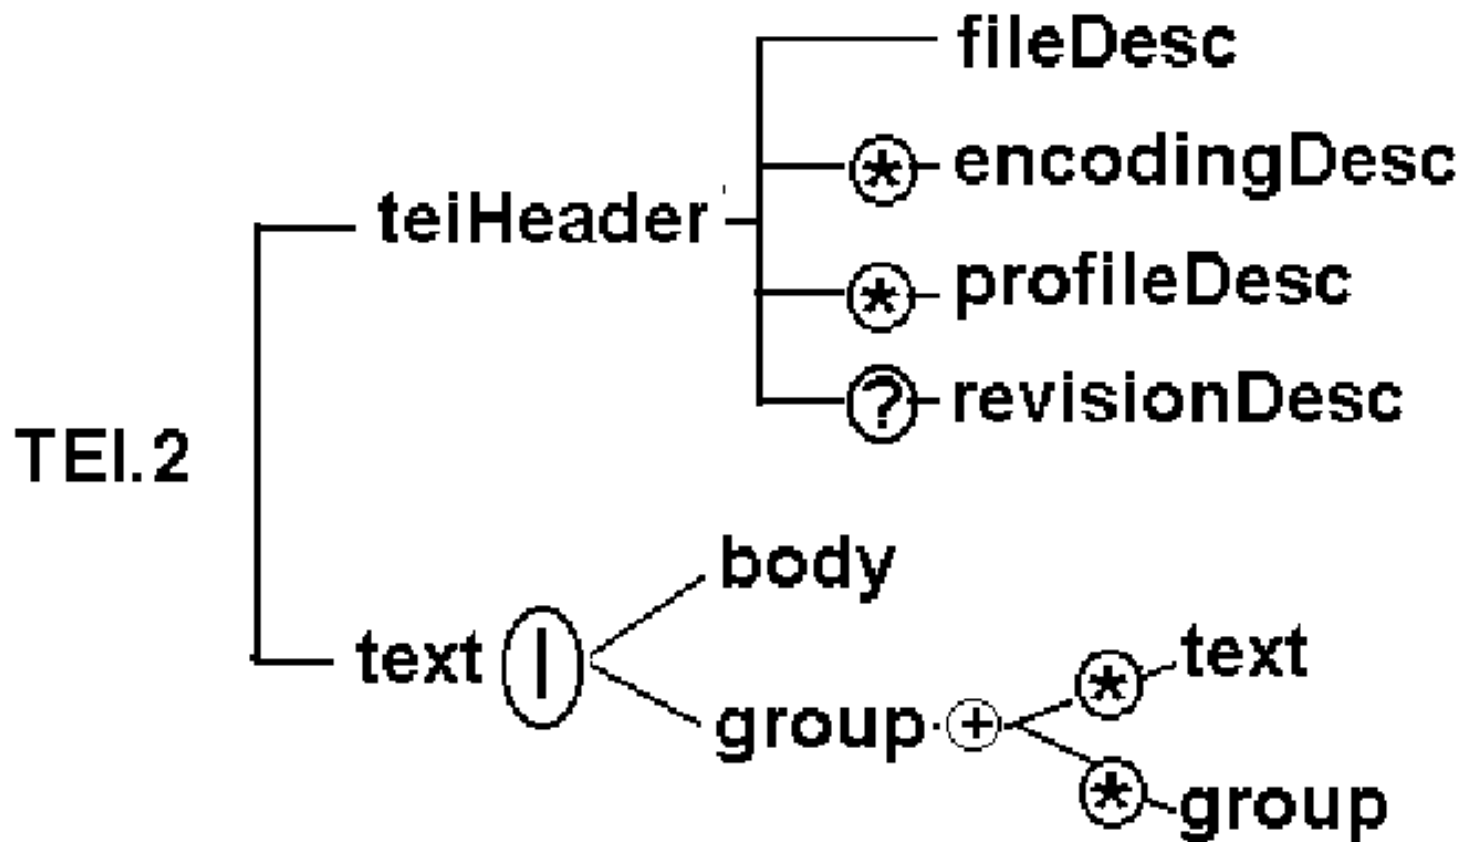 fileDesc
* encodingDesc
teiHeader
* profileDesc
? revisionDesc
TEI.2
body
text |
* text
group +
* group